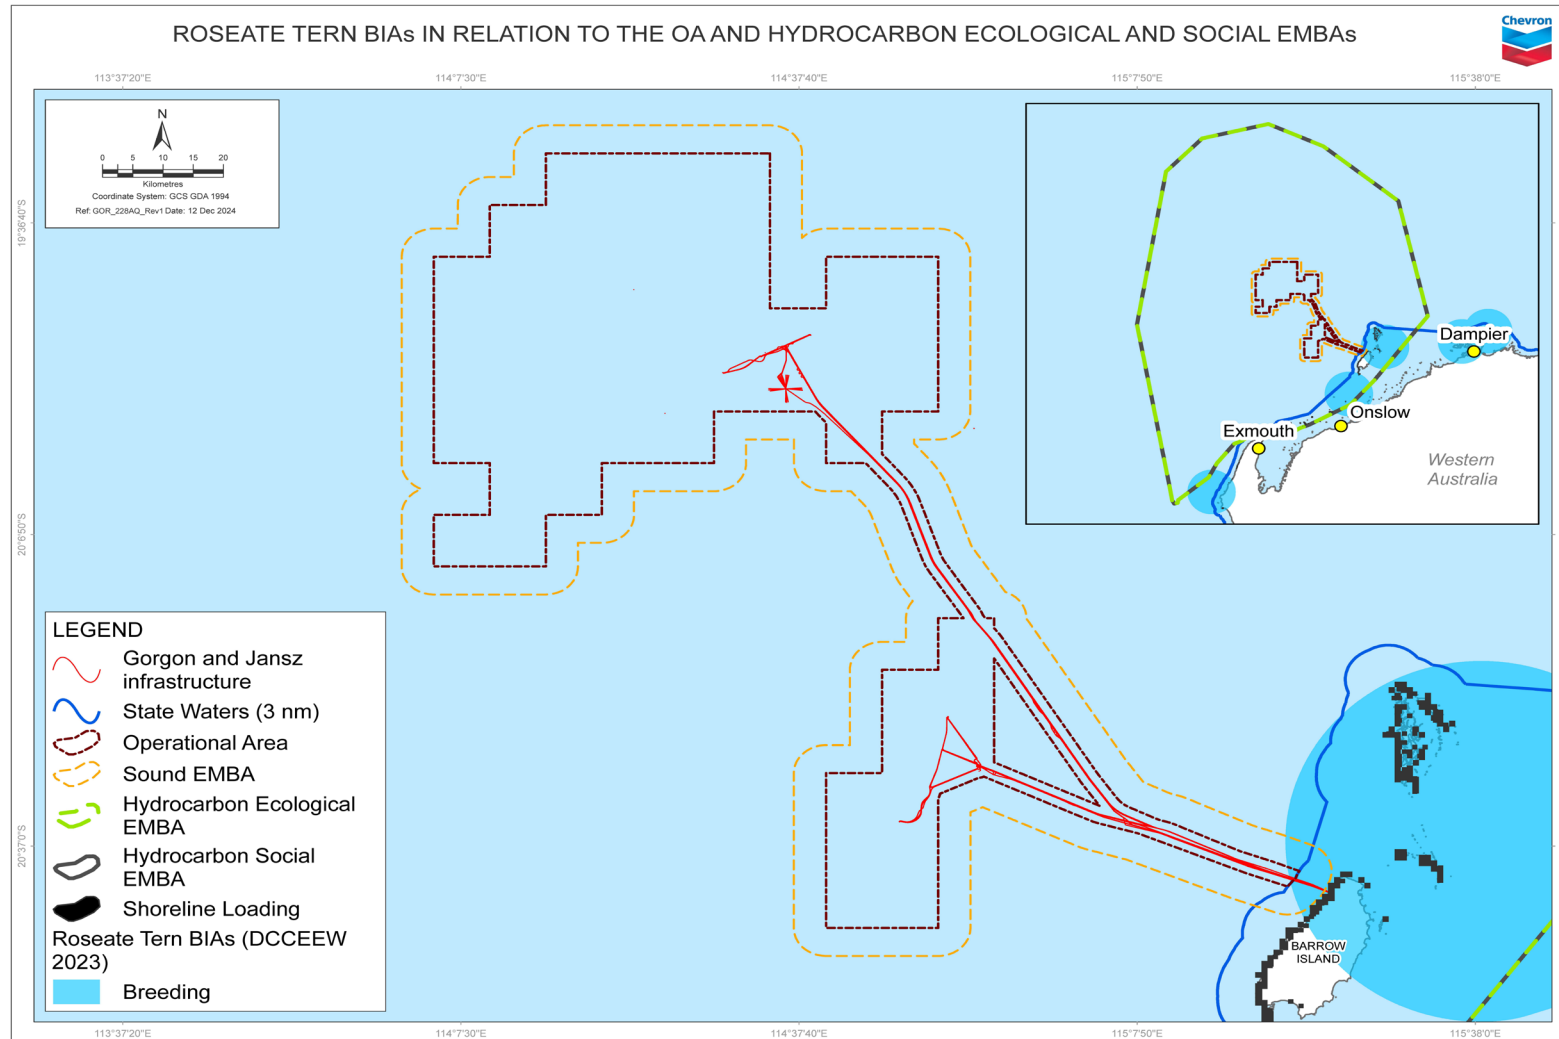 ROSEATE TERN BIAs IN RELATION TO THE OA AND HYDROCARBON ECOLOGICAL AND SOCIAL EMBAs
Chevron
113°37'20"E
114°7'30"E
114°37'40"E
115°7'50"E
115°38'0"E
N
0 5 10 15 20
Kilometres
Coordinate System: GCS GDA 1994
Ref: GOR_228AQ_Rev1 Date: 12 Dec 2024
19°36'40"S
20°6'50"S
20°37'0"S
Dampier
Onslow
Exmouth
Western
Australia
BARROW
ISLAND
LEGEND
Gorgon and Jansz
infrastructure
State Waters (3 nm)
Operational Area
Sound EMBA
Hydrocarbon Ecological
EMBA
Hydrocarbon Social
EMBA
Shoreline Loading
Roseate Tern BIAs (DCCEEW
2023)
Breeding
113°37'20"E
114°7'30"E
114°37'40"E
115°7'50"E
115°38'0"E